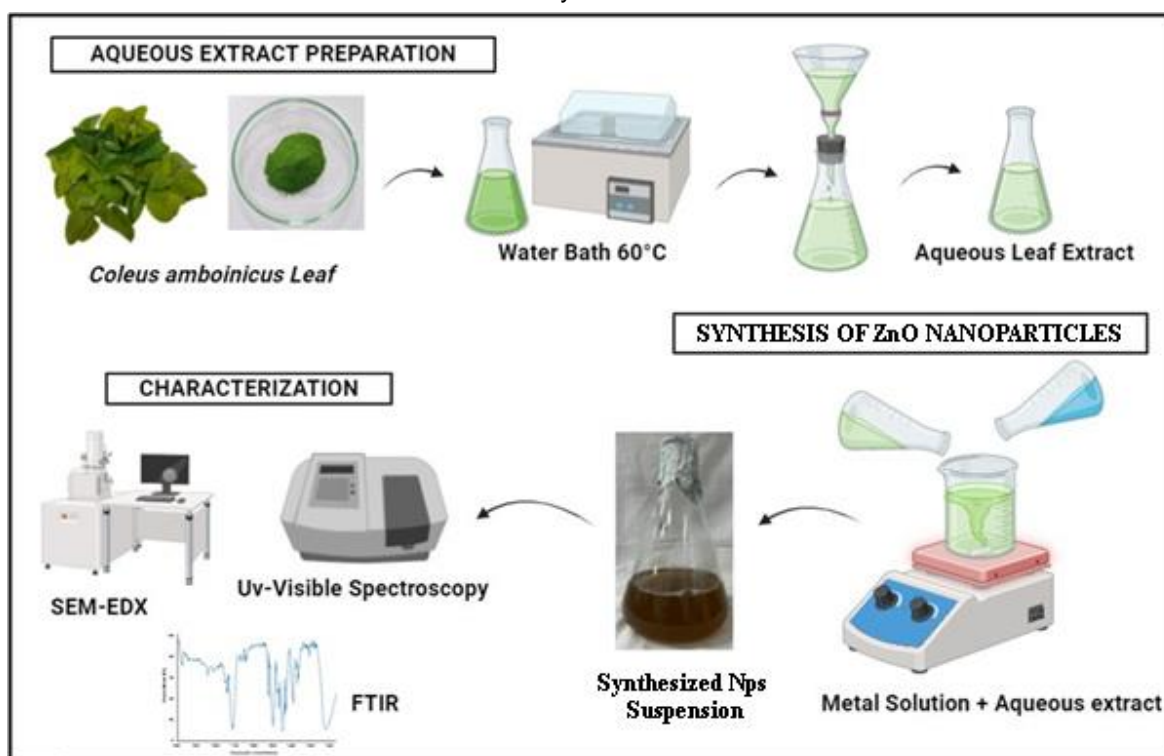 AQUEOUS EXTRACT PREPARATION
Coleus amboinicus Leaf
Water Bath 60°C
Aqueous Leaf Extract
SYNTHESIS OF ZnO NANOPARTICLES
Metal Solution + Aqueous extract
Synthesized Nps
Suspension
CHARACTERIZATION
SEM-EDX
Uv-Visible Spectroscopy
FTIR